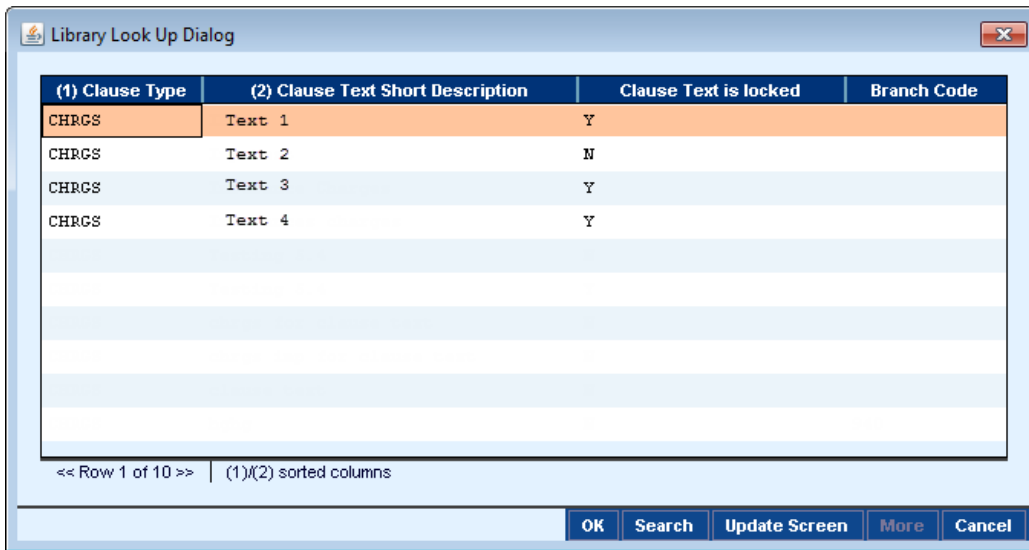 Library Look Up Dialog
(1) Clause Type (2) Clause Text Short Description Clause Text is locked Branch Code
CHRGS Text 1 Y
CHRGS Text 2 N
CHRGS Text 3 Y
CHRGS Text 4 Y
<< Row 1 of 10 >> (1)/(2) sorted columns
OK Search Update Screen More Cancel